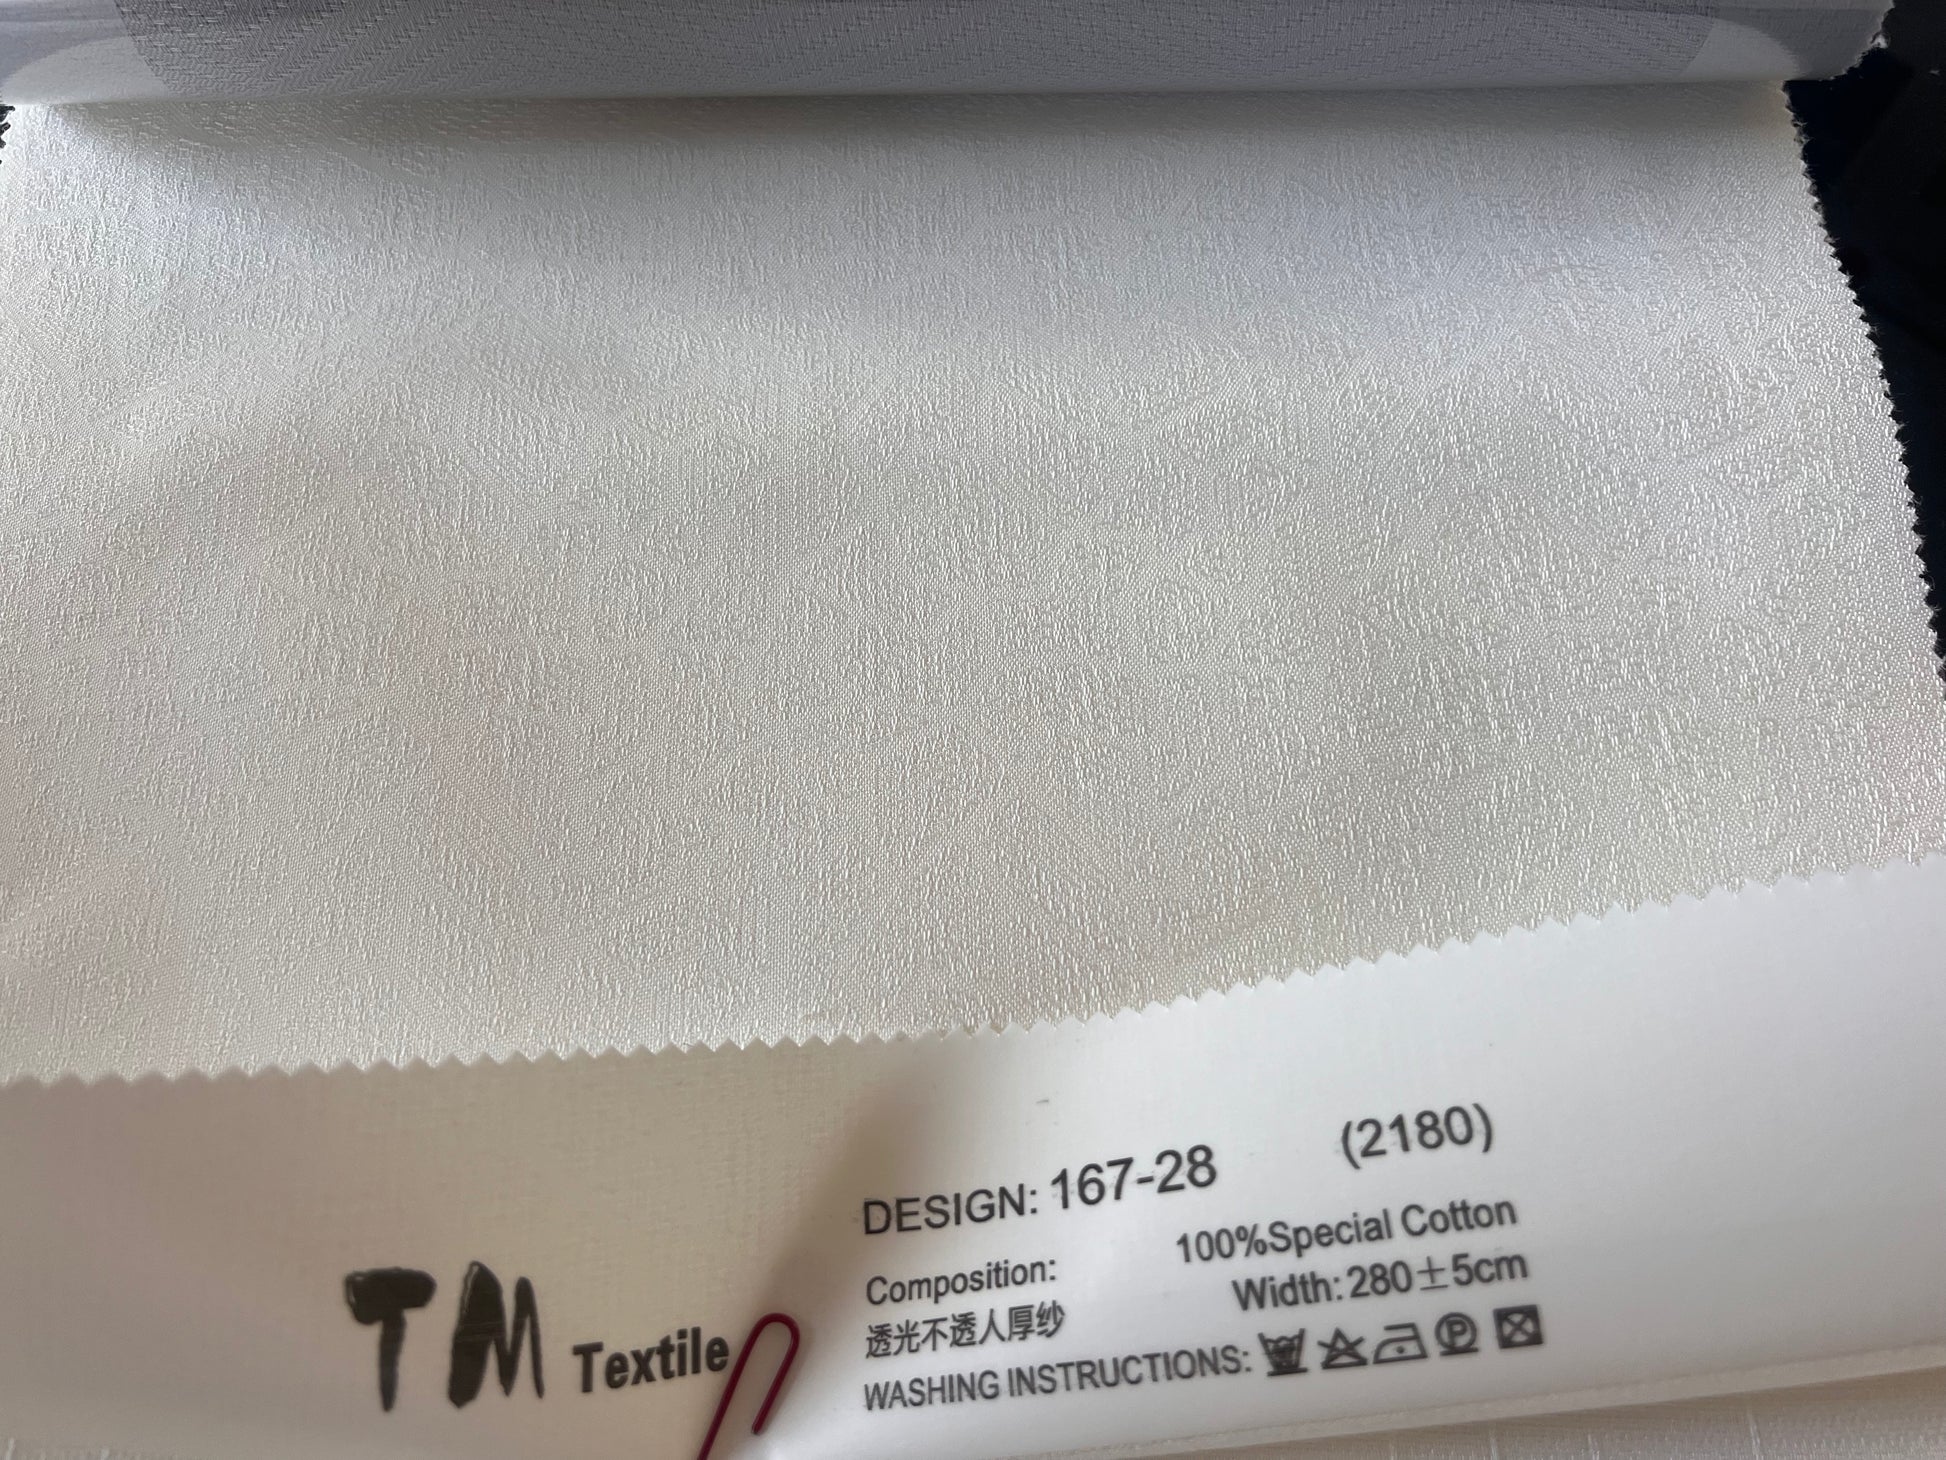 DESIGN: 167-28 (2180)
Composition: 100%Special Cotton
透光不透人厚纱 Width: 280±5cm
WASHING INSTRUCTIONS:
TM Textile